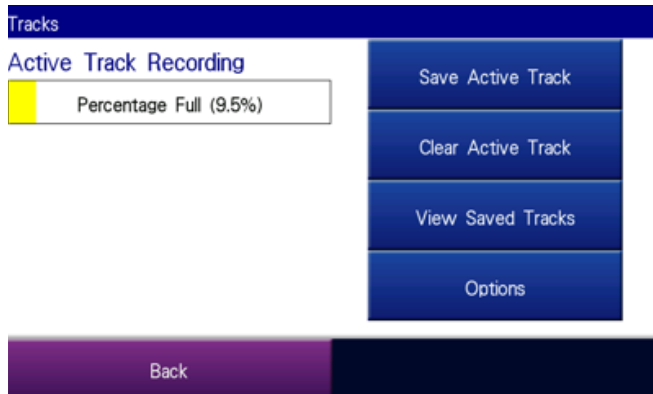 Tracks
Active Track Recording
Percentage Full (9.5%)
Save Active Track
Clear Active Track
View Saved Tracks
Options
Back